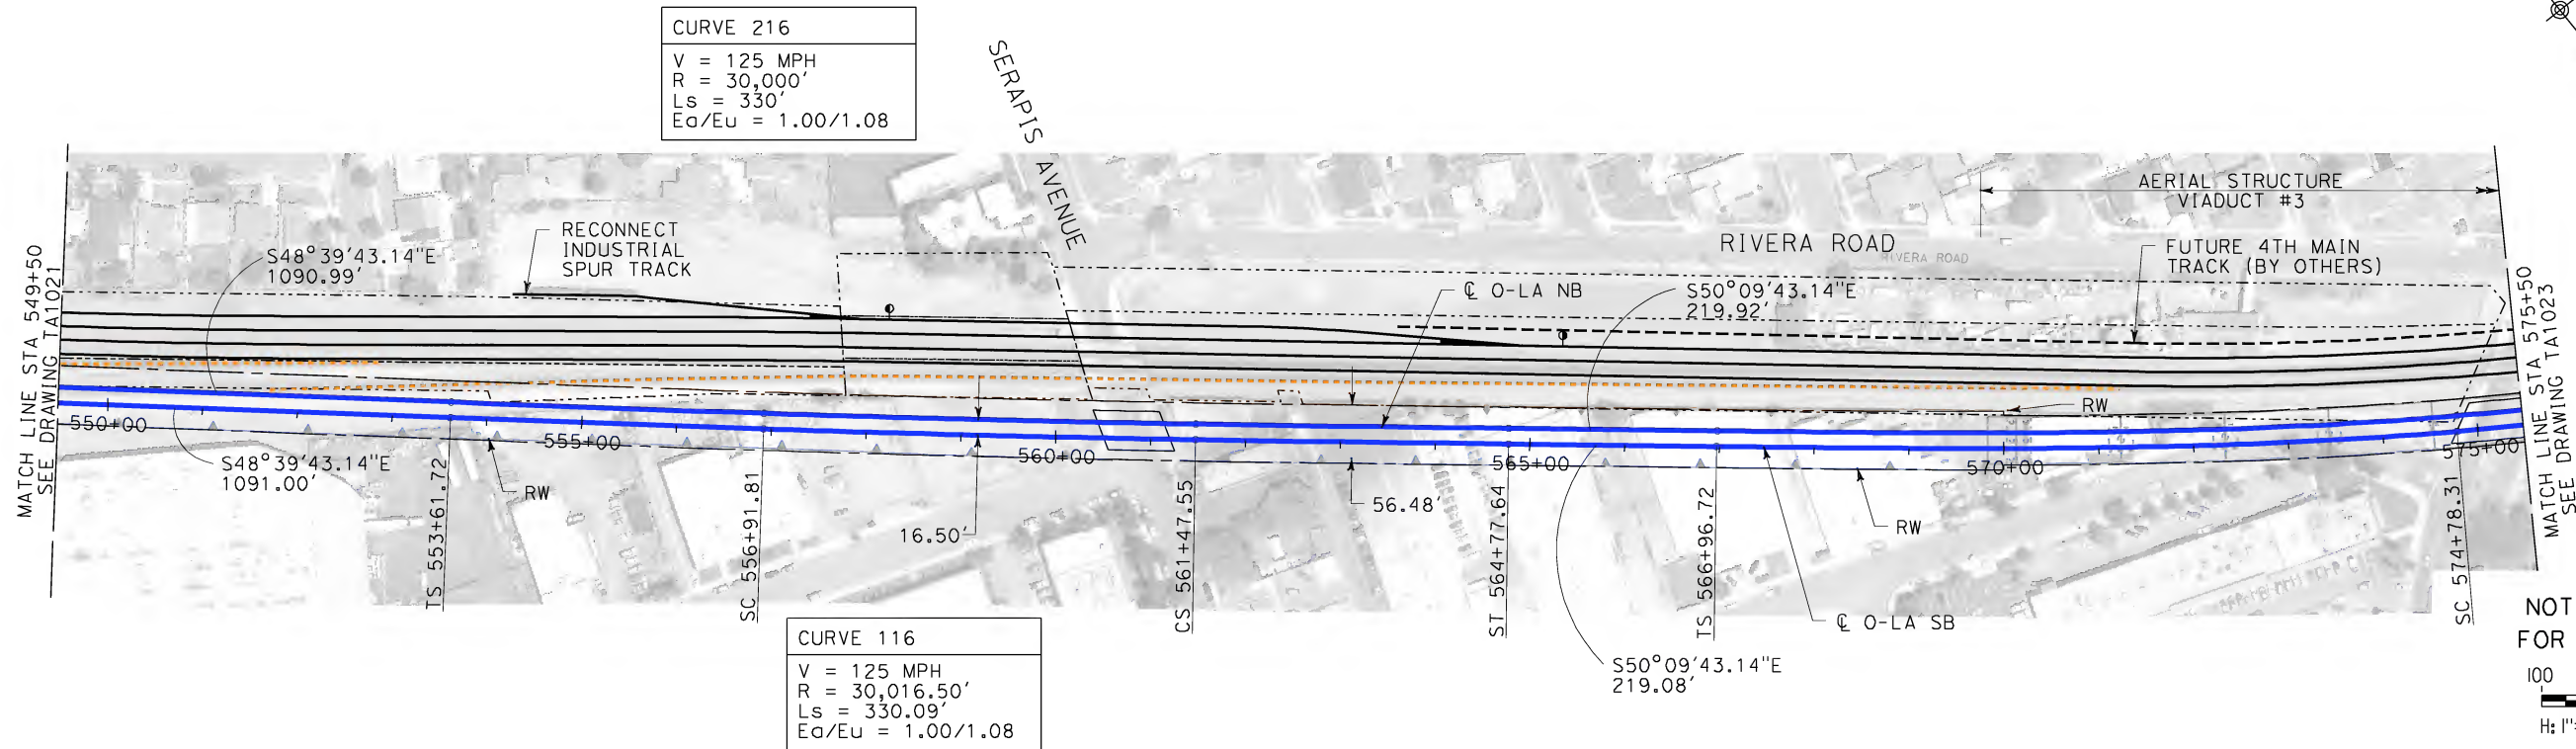 CURVE 216
V = 125 MPH
R = 30,000'
Ls = 330'
Ea/Eu = 1.00/1.08
SERAPIS AVENUE
AERIAL STRUCTURE
VIADUCT #3
RECONNECT
INDUSTRIAL
SPUR TRACK
RIVERA ROAD
RIVERA ROAD
FUTURE 4TH MAIN
TRACK (BY OTHERS)
S48°39'43.14"E
1090.99'
℄ O-LA NB
S50°09'43.14"E
219.92'
MATCH LINE STA 549+50
SEE DRAWING TA1021
MATCH LINE STA 575+50
SEE DRAWING TA1023
RW
550+00
555+00
560+00
565+00
570+00
575+00
S48°39'43.14"E
1091.00'
RW
16.50'
56.48'
RW
TS 553+61.72
SC 556+91.81
CS 561+47.55
ST 564+77.64
TS 566+96.72
SC 574+78.31
℄ O-LA SB
S50°09'43.14"E
219.08'
CURVE 116
V = 125 MPH
R = 30,016.50'
Ls = 330.09'
Ea/Eu = 1.00/1.08
NOT
FOR
100
H: 1"